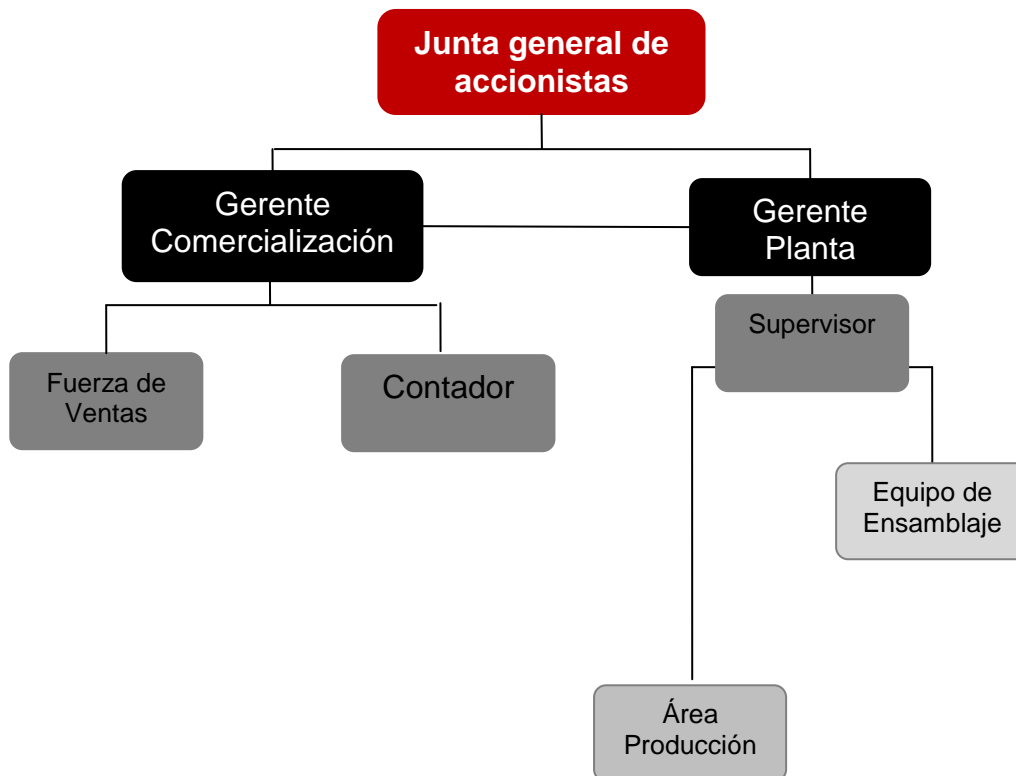 Junta general de
accionistas
Gerente
Comercialización
Gerente
Planta
Supervisor
Fuerza de
Ventas
Contador
Equipo de
Ensamblaje
Área
Producción